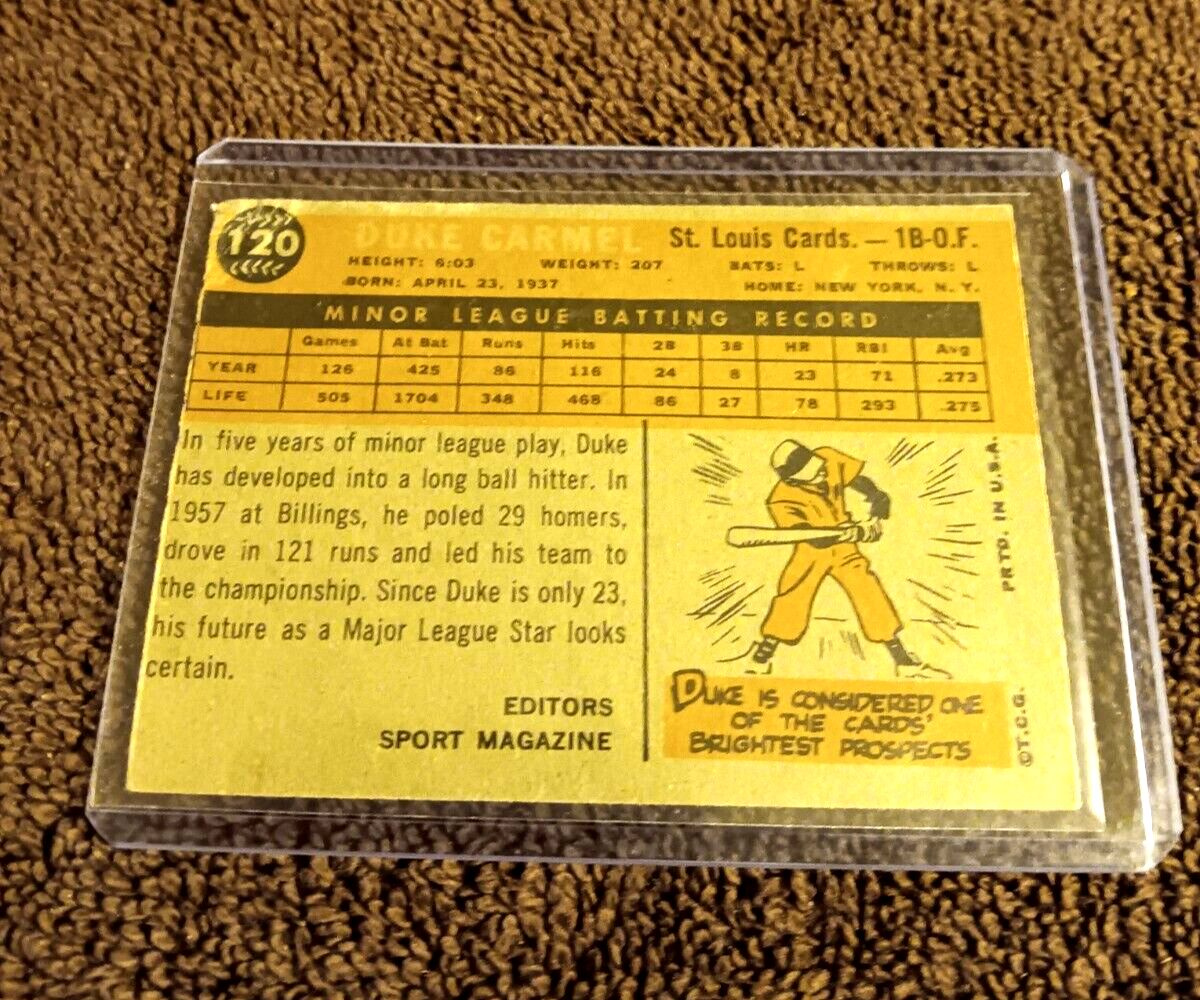 120
DUKE CARMEL St. Louis Cards. — 1B-O.F.
HEIGHT: 6:03 WEIGHT: 207 BATS: L THROWS: L
BORN: APRIL 23, 1937 HOME: NEW YORK, N. Y.
MINOR LEAGUE BATTING RECORD
Games At Bat Runs Hits 2B 3B HR RBI Avg
YEAR 126 425 86 116 24 8 23 71 .273
LIFE 505 1704 348 468 86 27 78 293 .275
In five years of minor league play, Duke
has developed into a long ball hitter. In
1957 at Billings, he poled 29 homers,
drove in 121 runs and led his team to
the championship. Since Duke is only 23,
his future as a Major League Star looks
certain.
EDITORS
SPORT MAGAZINE
DUKE IS CONSIDERED ONE
OF THE CARDS'
BRIGHTEST PROSPECTS
PRTD. IN U.S.A.
©T.C.G.